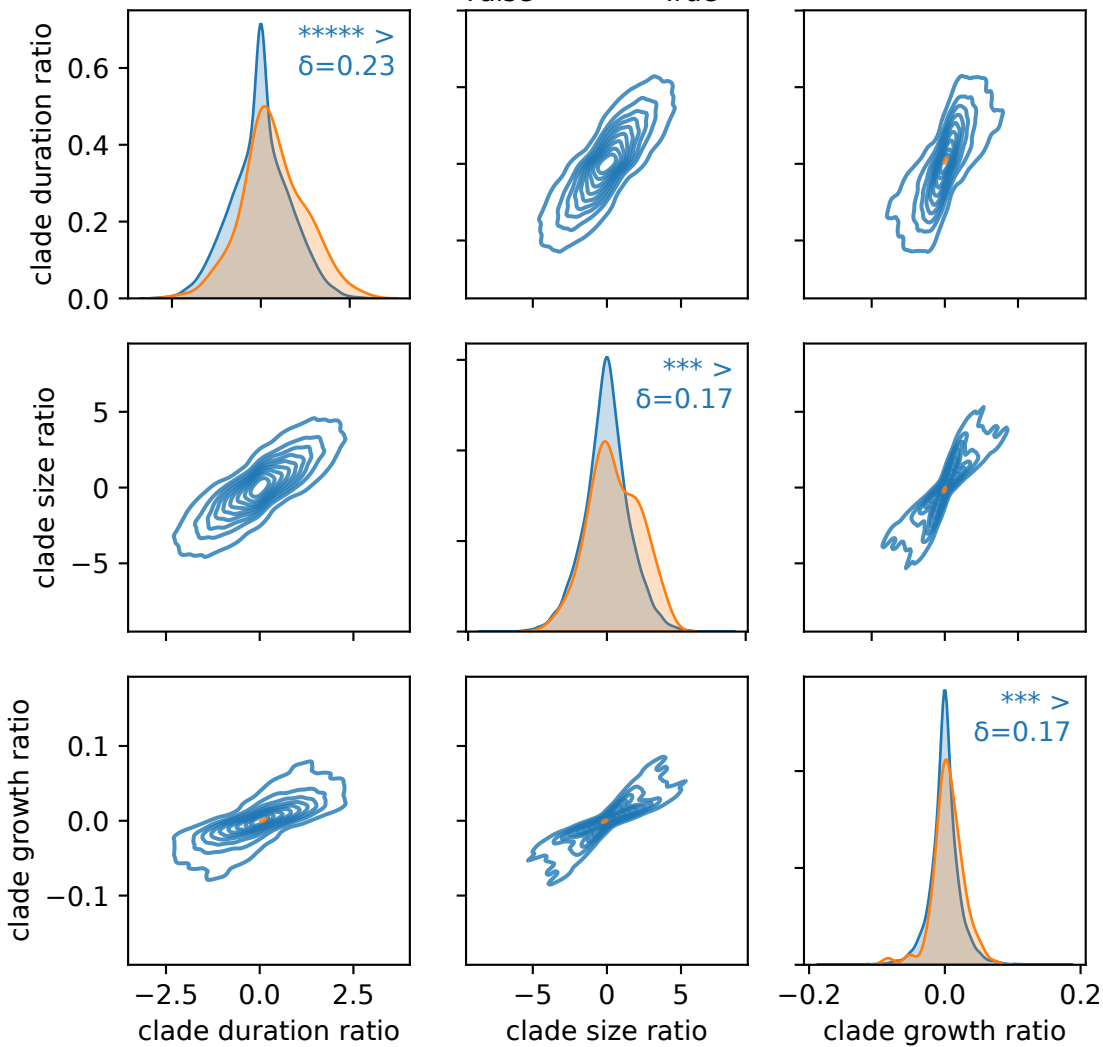 ***** >
δ=0.23
clade duration ratio
0.6
0.4
0.2
0.0
*** >
δ=0.17
clade size ratio
5
0
−5
*** >
δ=0.17
clade growth ratio
0.1
0.0
−0.1
−2.5 0.0 2.5
−5 0 5
−0.2 0.0 0.2
clade duration ratio
clade size ratio
clade growth ratio